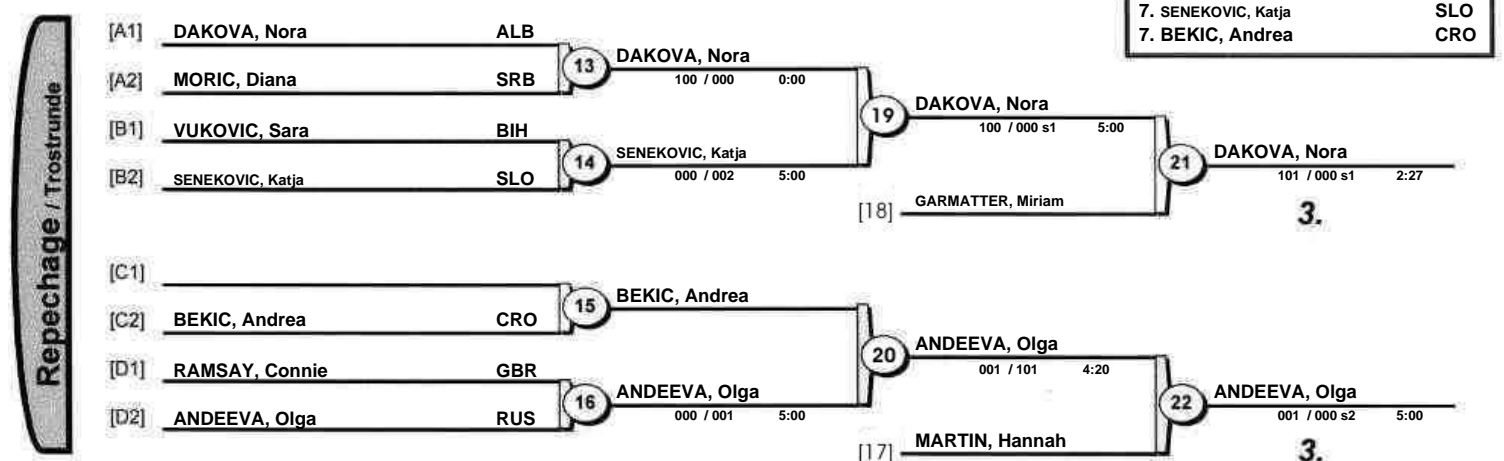 7. SENEKOVIC, Katja SLO
7. BEKIC, Andrea CRO
Repechage / Trostrunde
[A1] DAKOVA, Nora ALB
[A2] MORIC, Diana SRB
13
DAKOVA, Nora
100 / 000 0:00
[B1] VUKOVIC, Sara BIH
[B2] SENEKOVIC, Katja SLO
14
SENEKOVIC, Katja
000 / 002 5:00
19
DAKOVA, Nora
100 / 000 s1 5:00
[18] GARMATTER, Miriam
21
DAKOVA, Nora
101 / 000 s1 2:27
3.
[C1]
[C2] BEKIC, Andrea CRO
15
BEKIC, Andrea
[D1] RAMSAY, Connie GBR
[D2] ANDEEVA, Olga RUS
16
ANDEEVA, Olga
000 / 001 5:00
20
ANDEEVA, Olga
001 / 101 4:20
[17] MARTIN, Hannah
22
ANDEEVA, Olga
001 / 000 s2 5:00
3.